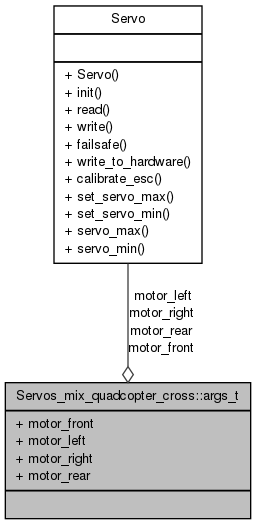 Servo
+ Servo()
+ init()
+ read()
+ write()
+ failsafe()
+ write_to_hardware()
+ calibrate_esc()
+ set_servo_max()
+ set_servo_min()
+ servo_max()
+ servo_min()
motor_left
motor_right
motor_rear
motor_front
Servos_mix_quadcopter_cross::args_t
+ motor_front
+ motor_left
+ motor_right
+ motor_rear